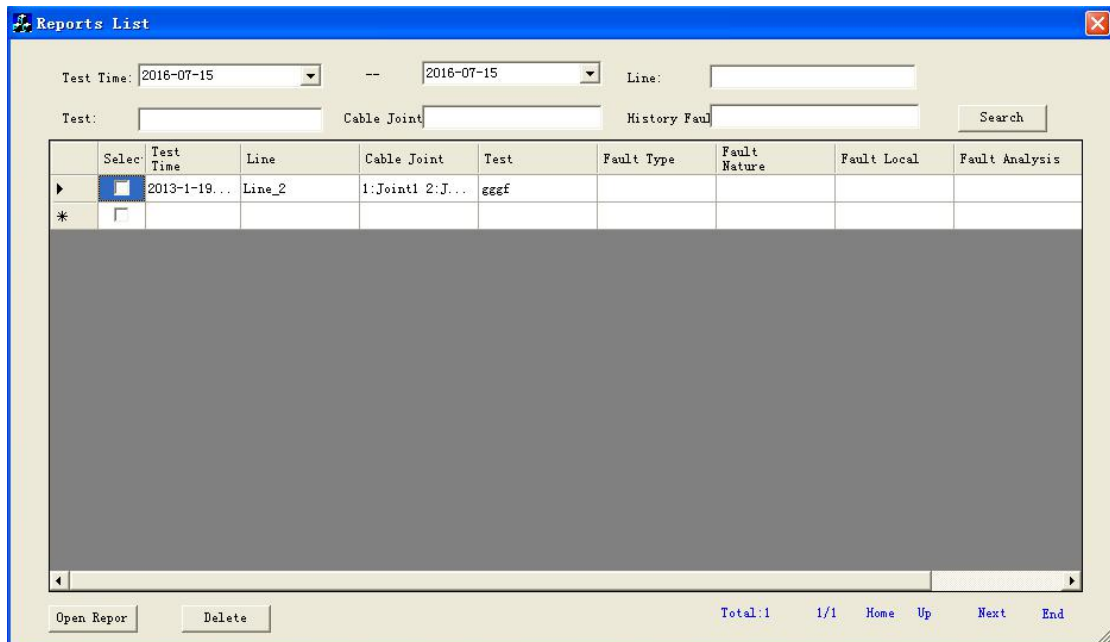 Reports List
Test Time: 2016-07-15 -- 2016-07-15 Line:
Test: Cable Joint History Faul Search
Selec Test Time Line Cable Joint Test Fault Type Fault Nature Fault Local Fault Analysis
2013-1-19... Line_2 1:Joint1 2:J... gggf
Open Repor Delete Total:1 1/1 Home Up Next End